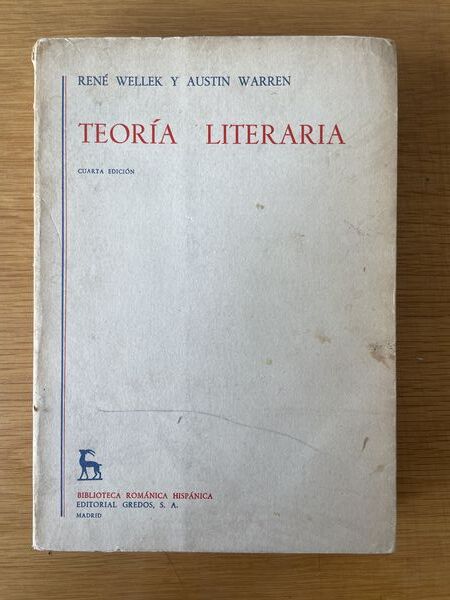 RENÉ WELLEK Y AUSTIN WARREN
TEORÍA LITERARIA
CUARTA EDICIÓN
BIBLIOTECA ROMÁNICA HISPÁNICA
EDITORIAL GREDOS, S. A.
MADRID